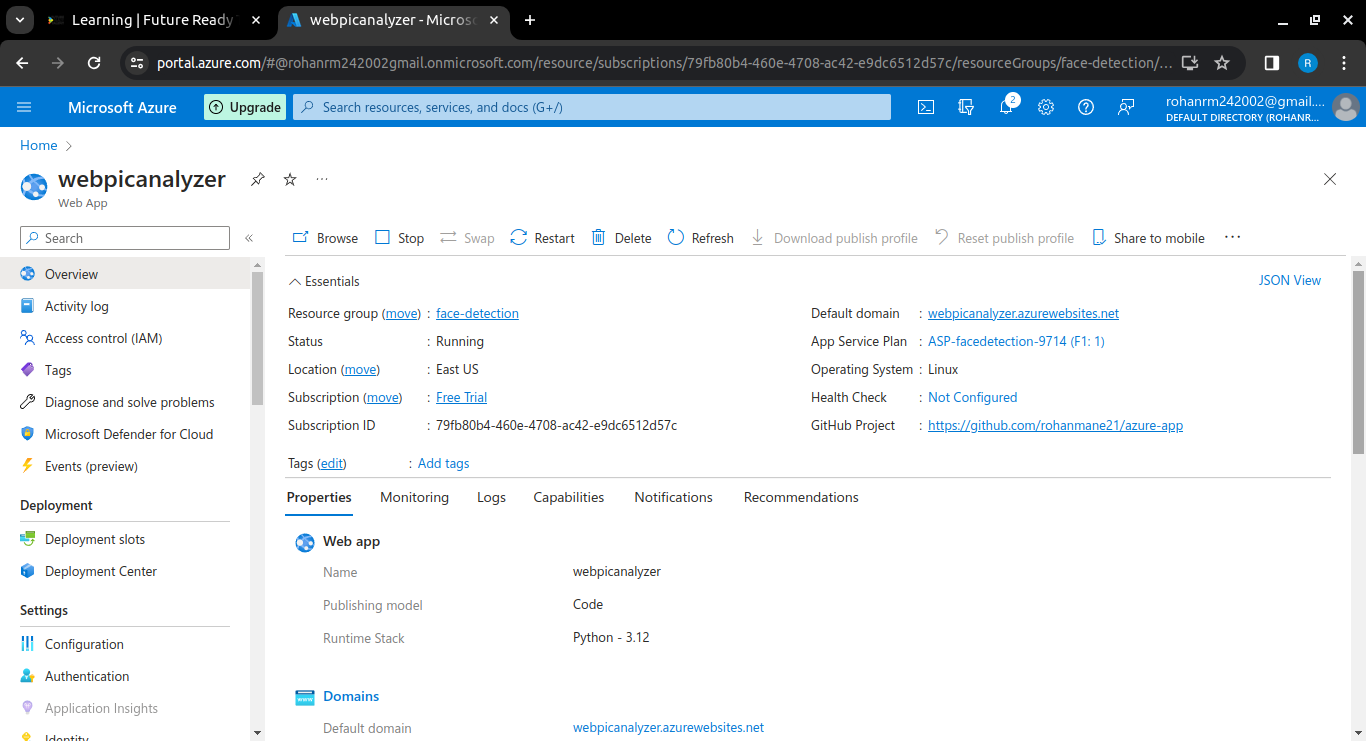 Learning | Future Ready
webpicanalyzer - Micros
portal.azure.com/#@rohanrm242002gmail.onmicrosoft.com/resource/subscriptions/79fb80b4-460e-4708-ac42-e9dc6512d57c/resourceGroups/face-detection/...
R
Microsoft Azure
Upgrade
Search resources, services, and docs (G+/)
2
rohanrm242002@gmail....
DEFAULT DIRECTORY (ROHANR...
Home
webpicanalyzer
...
Web App
Search
«
Browse
Stop
Swap
Restart
Delete
Refresh
Download publish profile
Reset publish profile
Share to mobile
...
Overview
Activity log
Access control (IAM)
Tags
Diagnose and solve problems
Microsoft Defender for Cloud
Events (preview)
Deployment
Deployment slots
Deployment Center
Settings
Configuration
Authentication
Application Insights
Identity
Essentials
JSON View
Resource group (move) : face-detection
Status : Running
Location (move) : East US
Subscription (move) : Free Trial
Subscription ID : 79fb80b4-460e-4708-ac42-e9dc6512d57c
Default domain : webpicanalyzer.azurewebsites.net
App Service Plan : ASP-facedetection-9714 (F1: 1)
Operating System : Linux
Health Check : Not Configured
GitHub Project : https://github.com/rohanmane21/azure-app
Tags (edit) : Add tags
Properties
Monitoring
Logs
Capabilities
Notifications
Recommendations
Web app
Name webpicanalyzer
Publishing model Code
Runtime Stack Python - 3.12
www
Domains
Default domain webpicanalyzer.azurewebsites.net